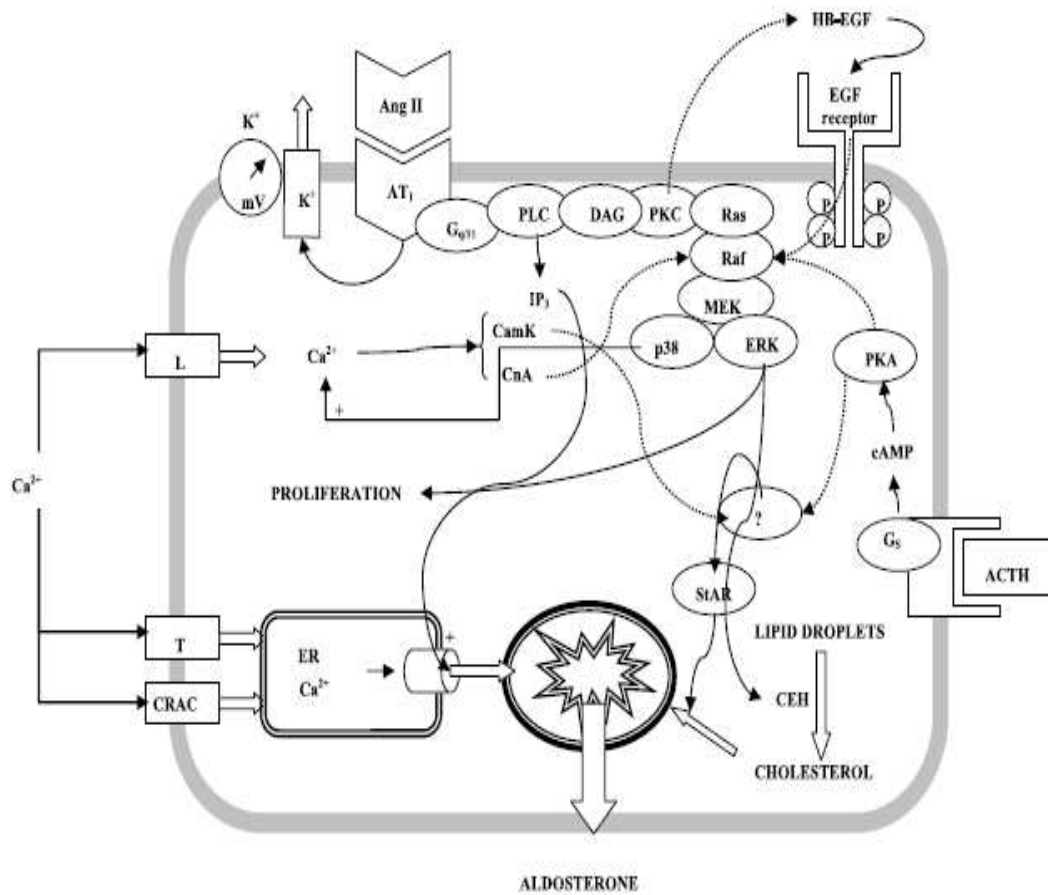 HB-EGF
EGF
receptor
Ang II
K⁺
mV
K⁺
AT₁
Gq/11
PLC
DAG
PKC
Ras
P
P
P
P
Raf
IP₃
MEK
CamK
p38
ERK
PKA
L
Ca²⁺
CnA
+
cAMP
Ca²⁺
PROLIFERATION
?
Gs
ACTH
StAR
T
ER
Ca²⁺
+
LIPID DROPLETS
CRAC
CEH
CHOLESTEROL
ALDOSTERONE